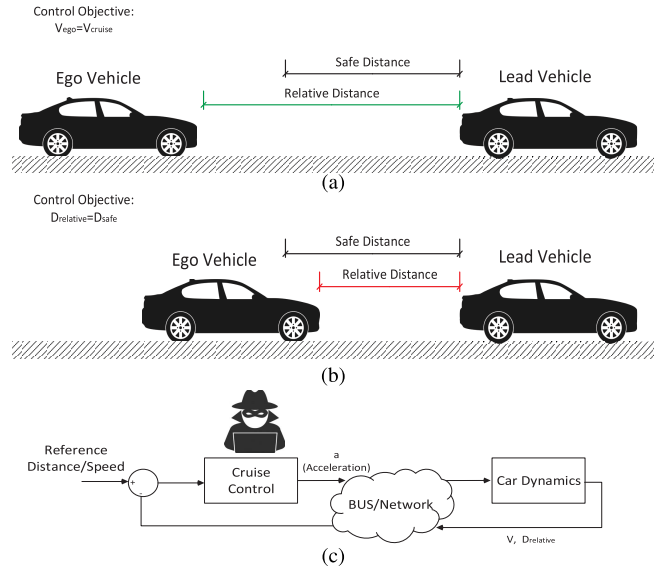 Control Objective:
Vego=Vcruise
Ego Vehicle
Safe Distance
Relative Distance
Lead Vehicle
(a)
Control Objective:
Drelative=Dsafe
Ego Vehicle
Safe Distance
Relative Distance
Lead Vehicle
(b)
Reference
Distance/Speed
+
-
Cruise
Control
a
(Acceleration)
BUS/Network
Car Dynamics
V, Drelative
(c)